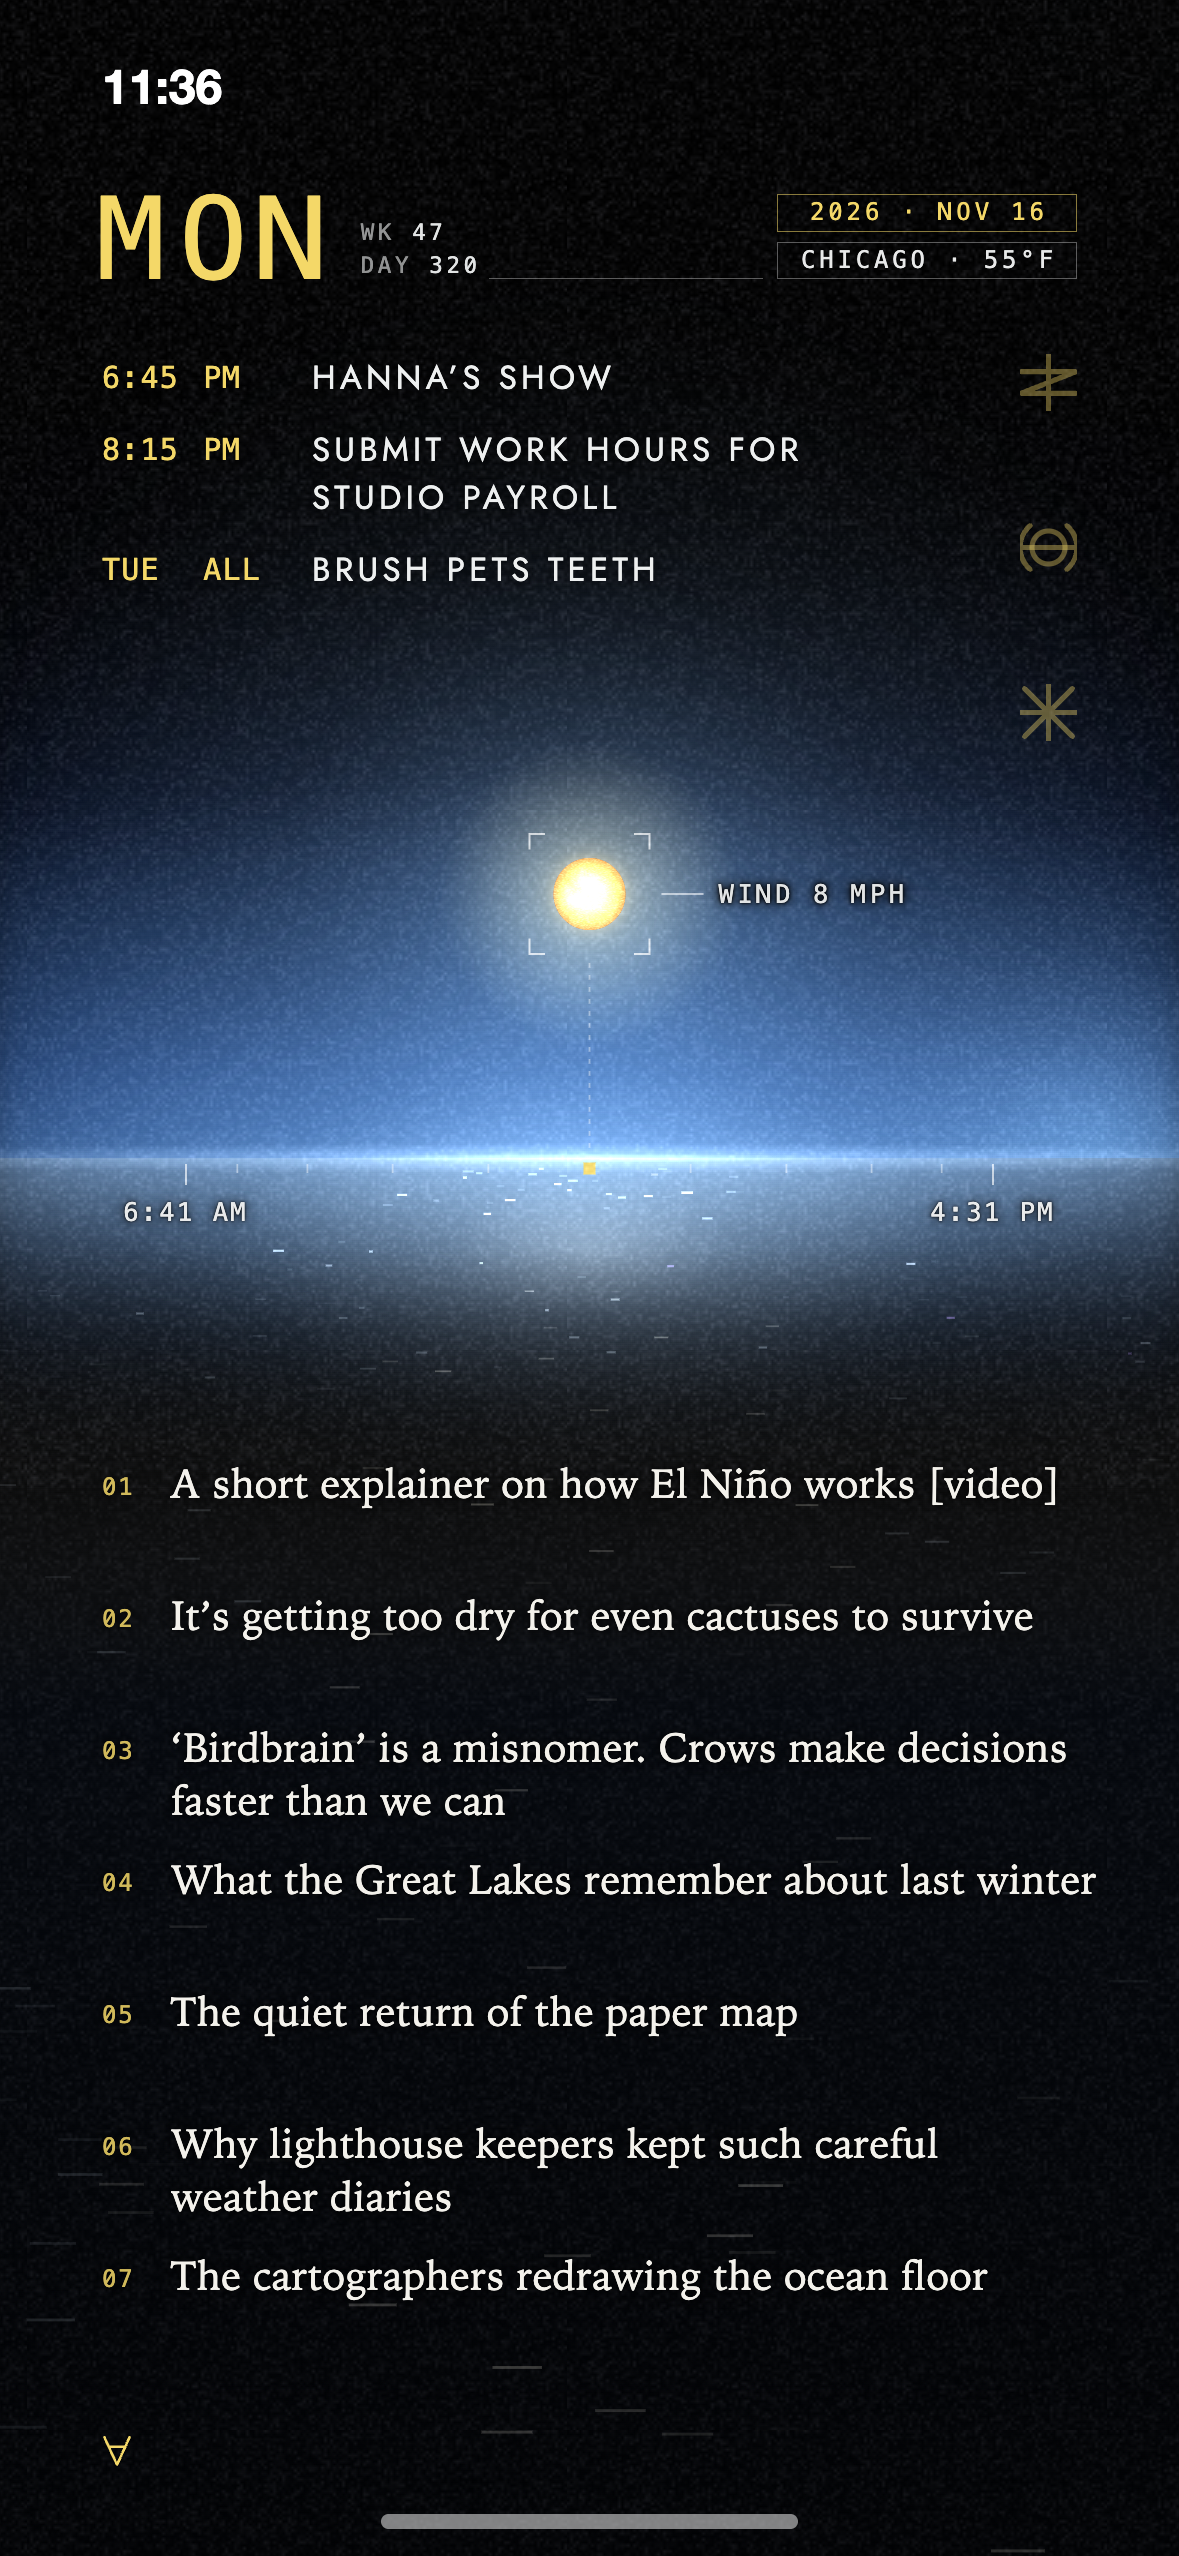 11:36
MON
WK 47
DAY 320
2026 · NOV 16
CHICAGO · 55°F
6:45 PM HANNA’S SHOW
8:15 PM SUBMIT WORK HOURS FOR
STUDIO PAYROLL
TUE ALL BRUSH PETS TEETH
WIND 8 MPH
6:41 AM
4:31 PM
01 A short explainer on how El Niño works [video]
02 It’s getting too dry for even cactuses to survive
03 ‘Birdbrain’ is a misnomer. Crows make decisions
faster than we can
04 What the Great Lakes remember about last winter
05 The quiet return of the paper map
06 Why lighthouse keepers kept such careful
weather diaries
07 The cartographers redrawing the ocean floor